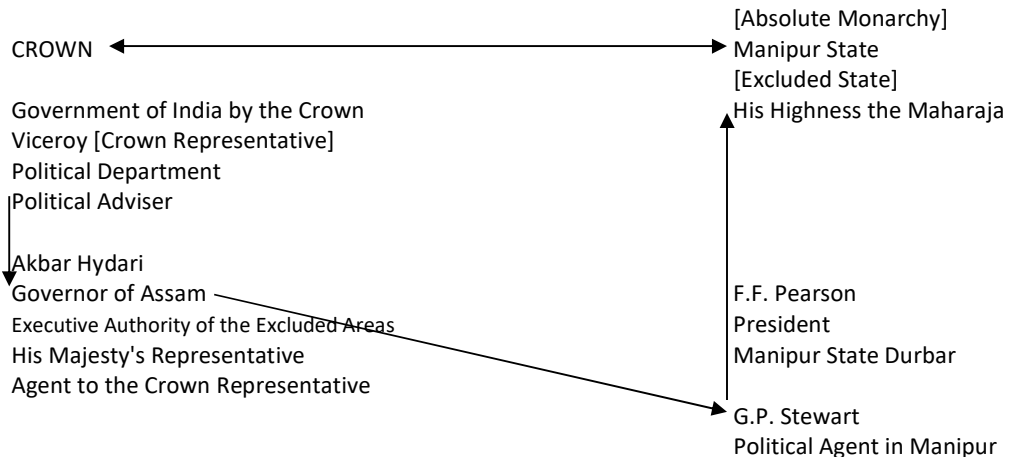 CROWN
Government of India by the Crown
Viceroy [Crown Representative]
Political Department
Political Adviser
Akbar Hydari
Governor of Assam
Executive Authority of the Excluded Areas
His Majesty's Representative
Agent to the Crown Representative
[Absolute Monarchy]
Manipur State
[Excluded State]
His Highness the Maharaja
F.F. Pearson
President
Manipur State Durbar
G.P. Stewart
Political Agent in Manipur